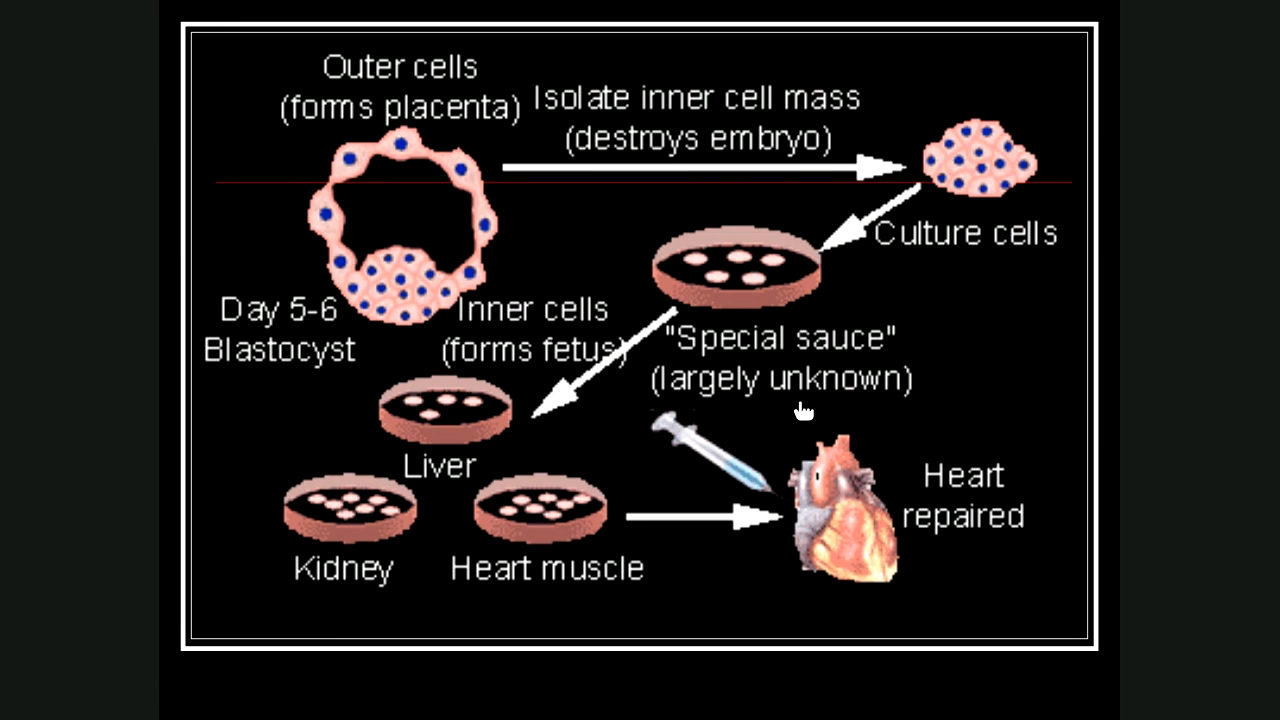 Outer cells
(forms placenta)
Isolate inner cell mass
(destroys embryo)
Culture cells
Day 5-6
Blastocyst
Inner cells
(forms fetus)
"Special sauce"
(largely unknown)
Liver
Kidney
Heart muscle
Heart
repaired